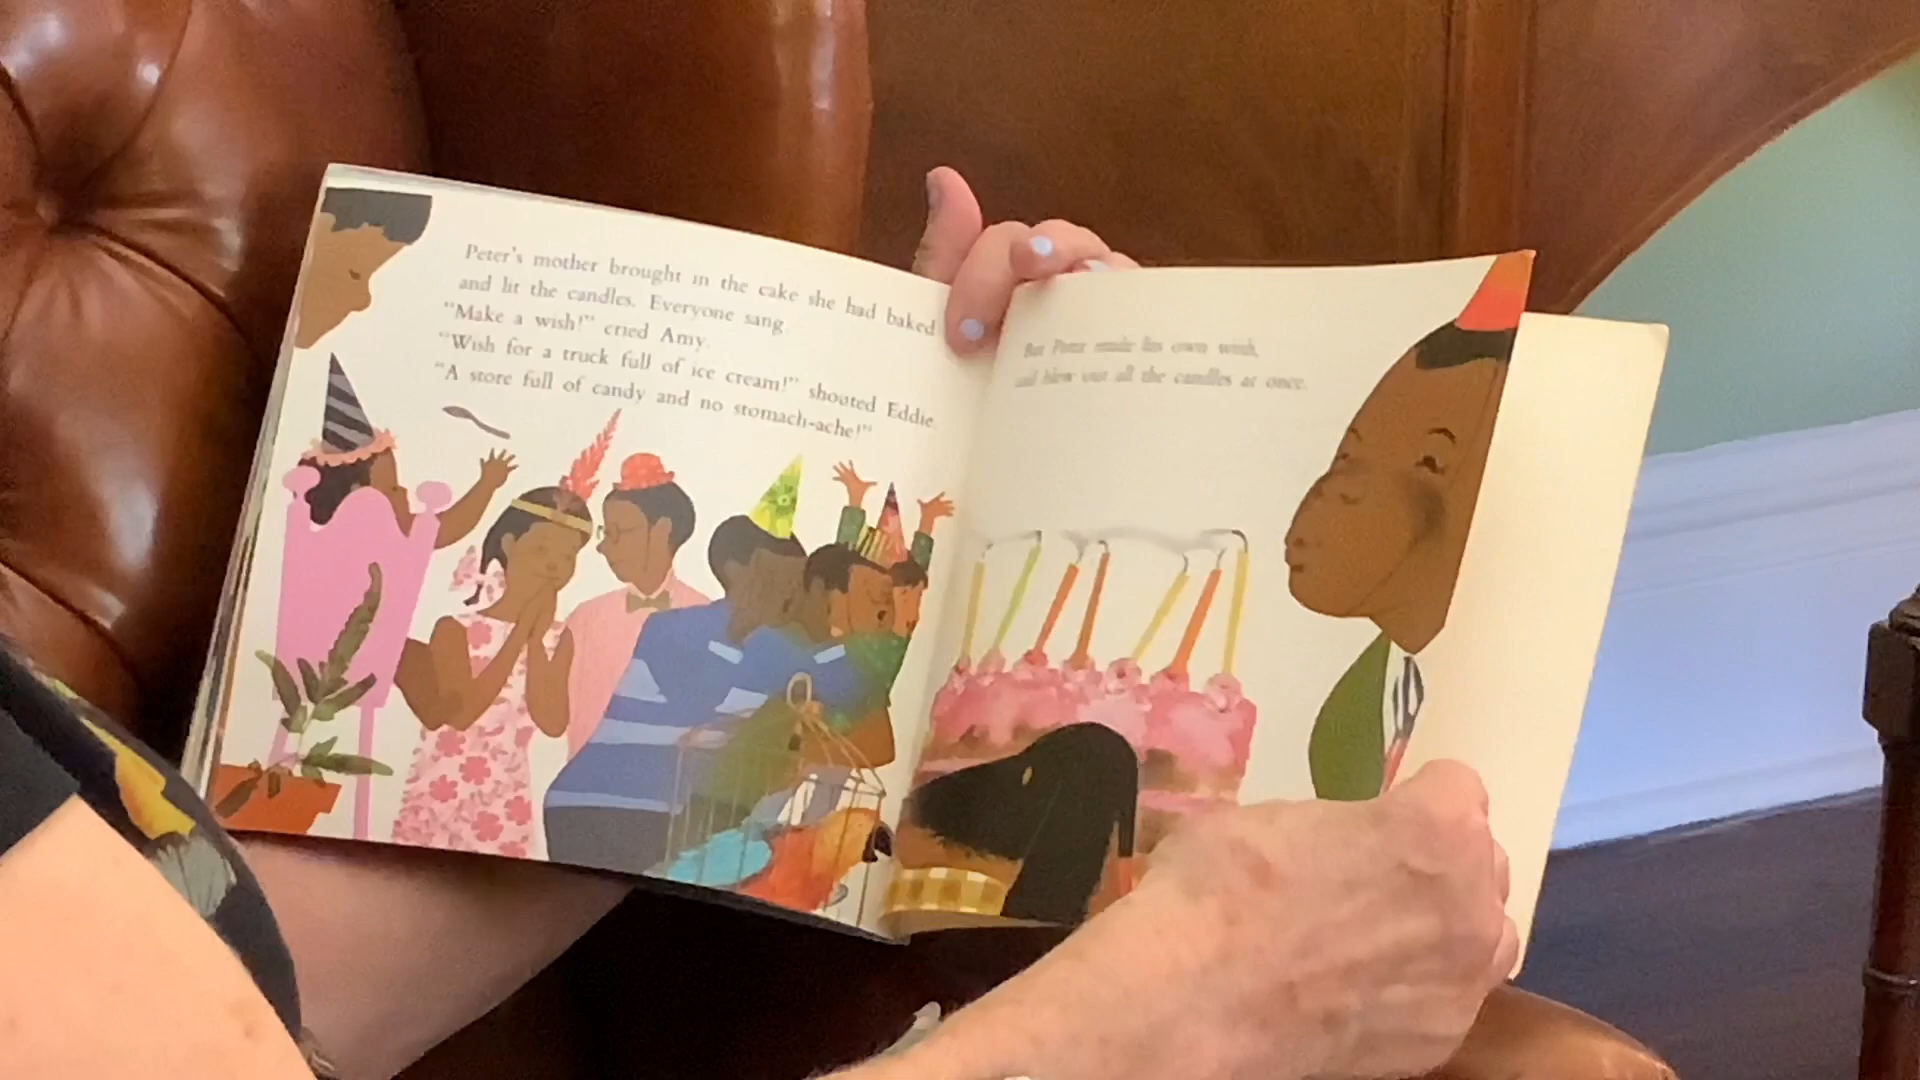 Peter's mother brought in the cake she had baked
and lit the candles. Everyone sang.
"Make a wish!" cried Amy.
"Wish for a truck full of ice cream!" shouted Eddie.
"A store full of candy and no stomach-ache!"
But Peter made his own wish,
and blew out all the candles at once.